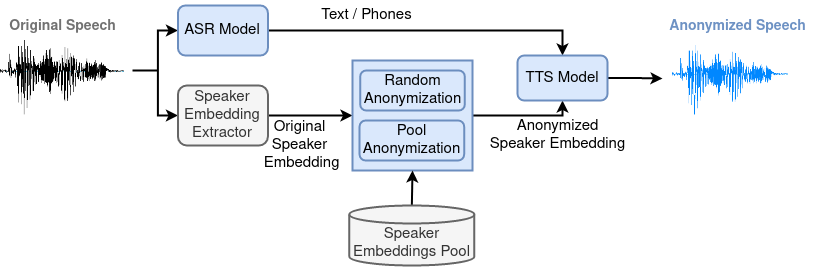 Original Speech
ASR Model
Text / Phones
Anonymized Speech
TTS Model
Random
Anonymization
Pool
Anonymization
Speaker
Embedding
Extractor
Original
Speaker
Embedding
Anonymized
Speaker Embedding
Speaker
Embeddings Pool